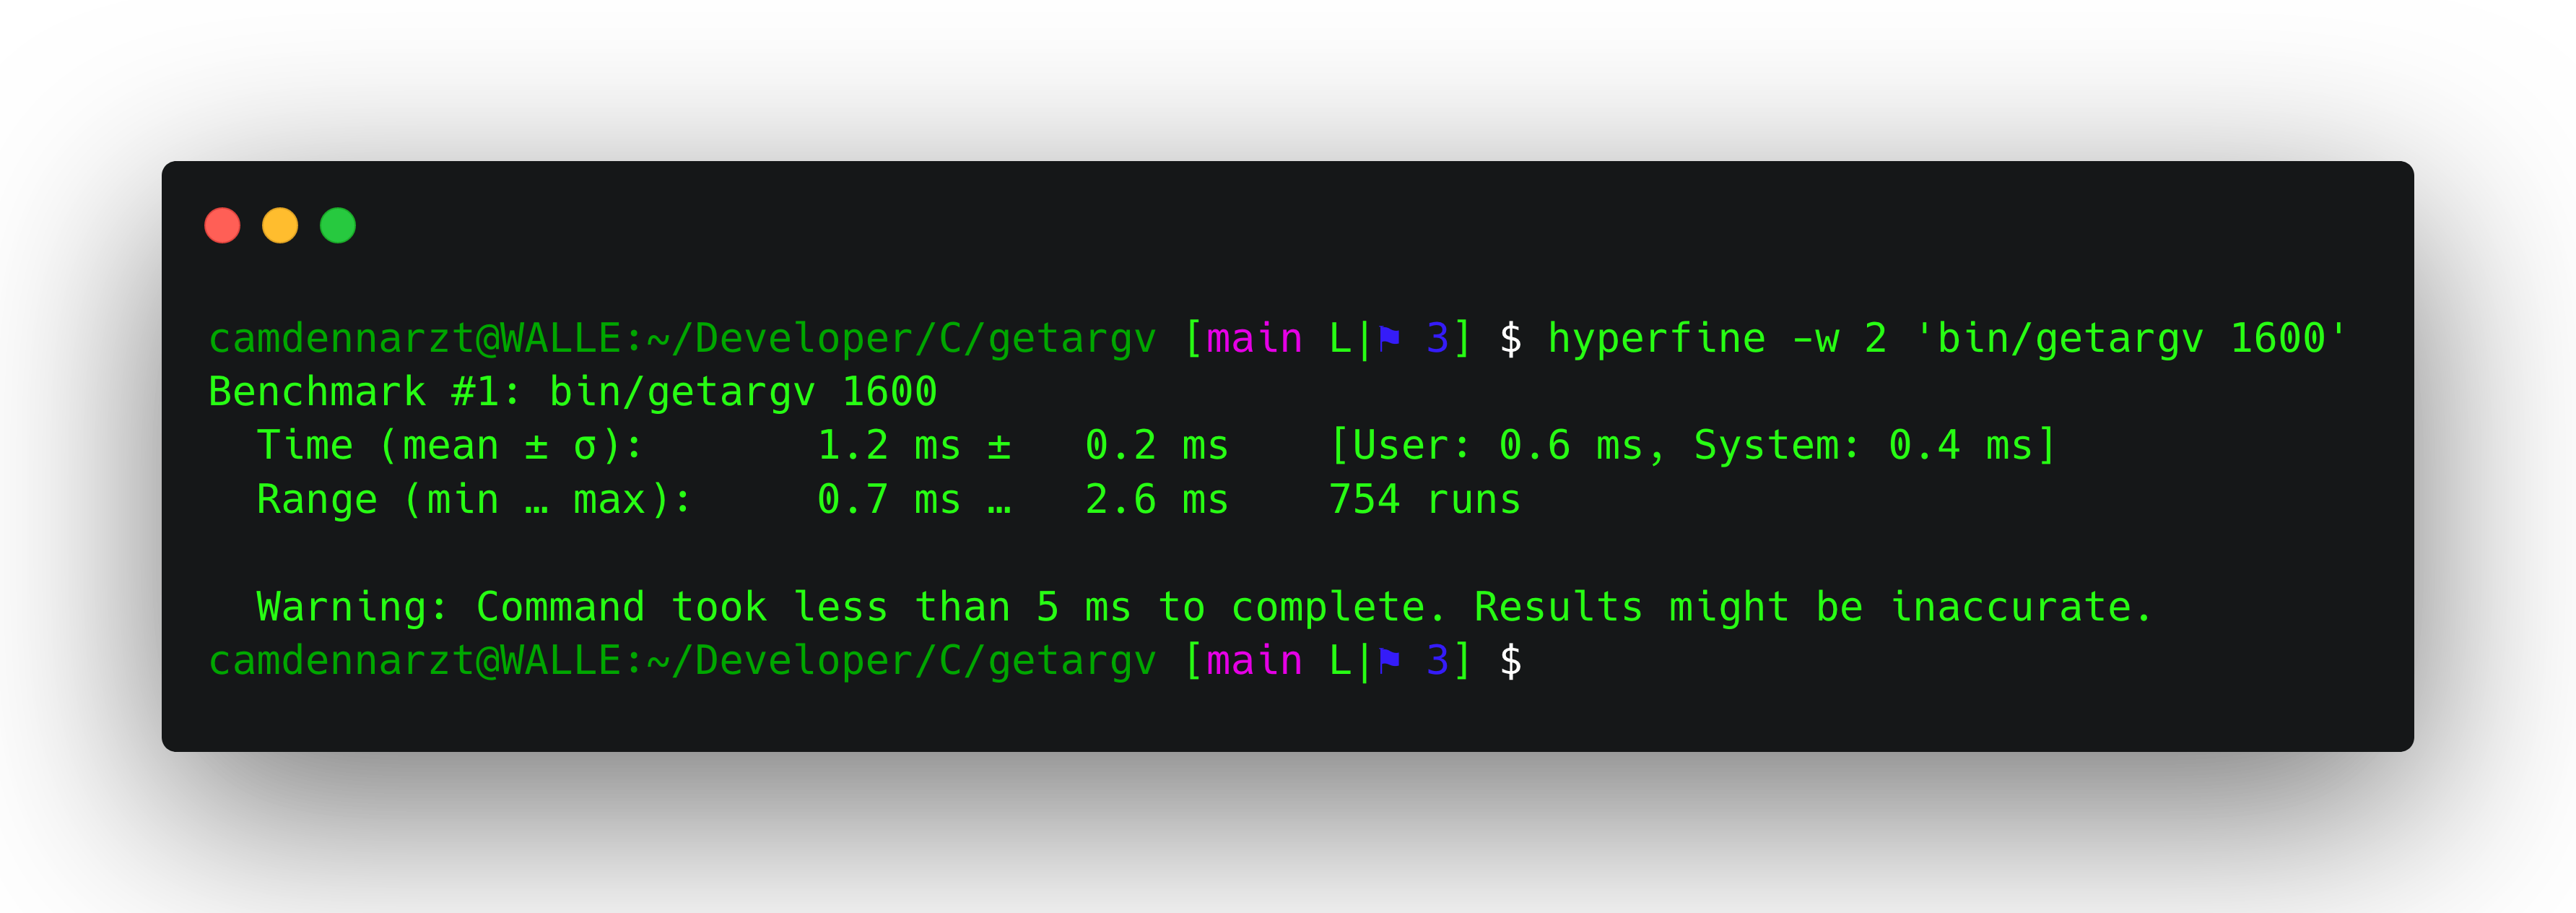 camdennarzt@WALLE:~/Developer/C/getargv [main L|⚑ 3] $ hyperfine -w 2 'bin/getargv 1600'
Benchmark #1: bin/getargv 1600
  Time (mean ± σ):       1.2 ms ±   0.2 ms    [User: 0.6 ms, System: 0.4 ms]
  Range (min … max):     0.7 ms …   2.6 ms    754 runs

  Warning: Command took less than 5 ms to complete. Results might be inaccurate.
camdennarzt@WALLE:~/Developer/C/getargv [main L|⚑ 3] $